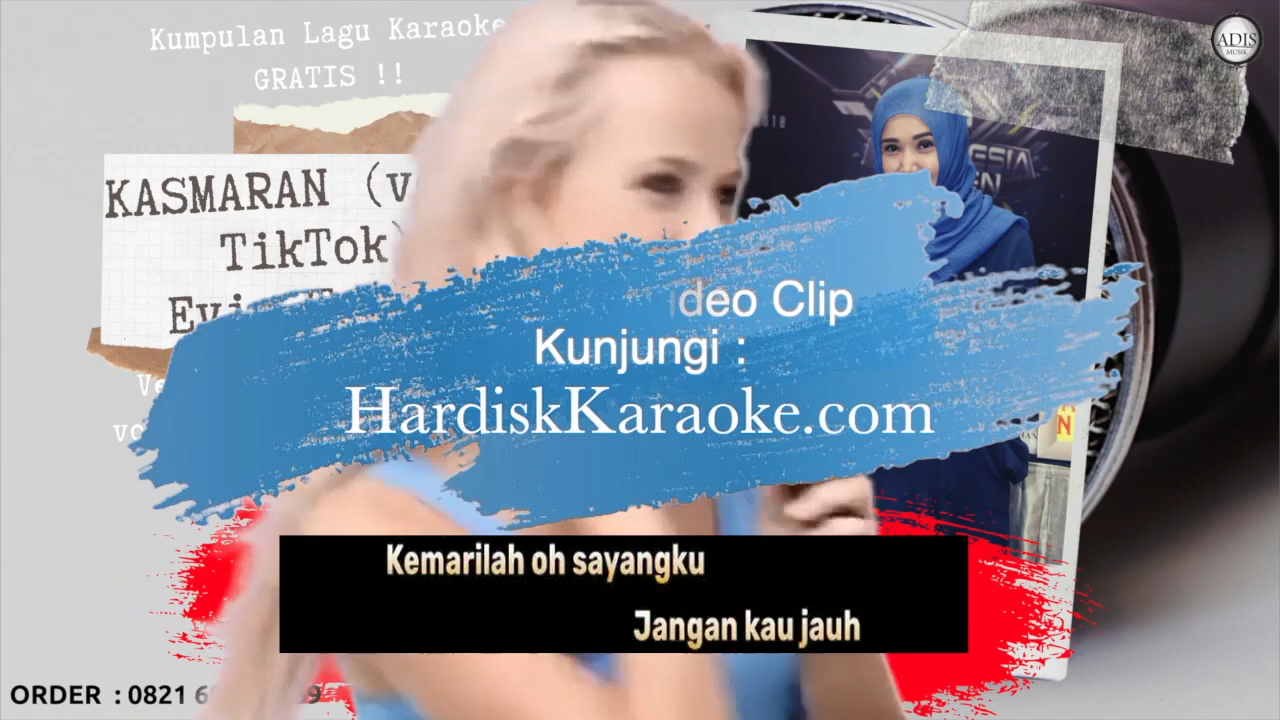 Kumpulan Lagu Karaoke
GRATIS !!
ADIS
MUSIK
KASMARAN (v
TikTok)
deo Clip
Kunjungi :
HardiskKaraoke.com
N
Kemarilah oh sayangku
Jangan kau jauh
ORDER : 0821